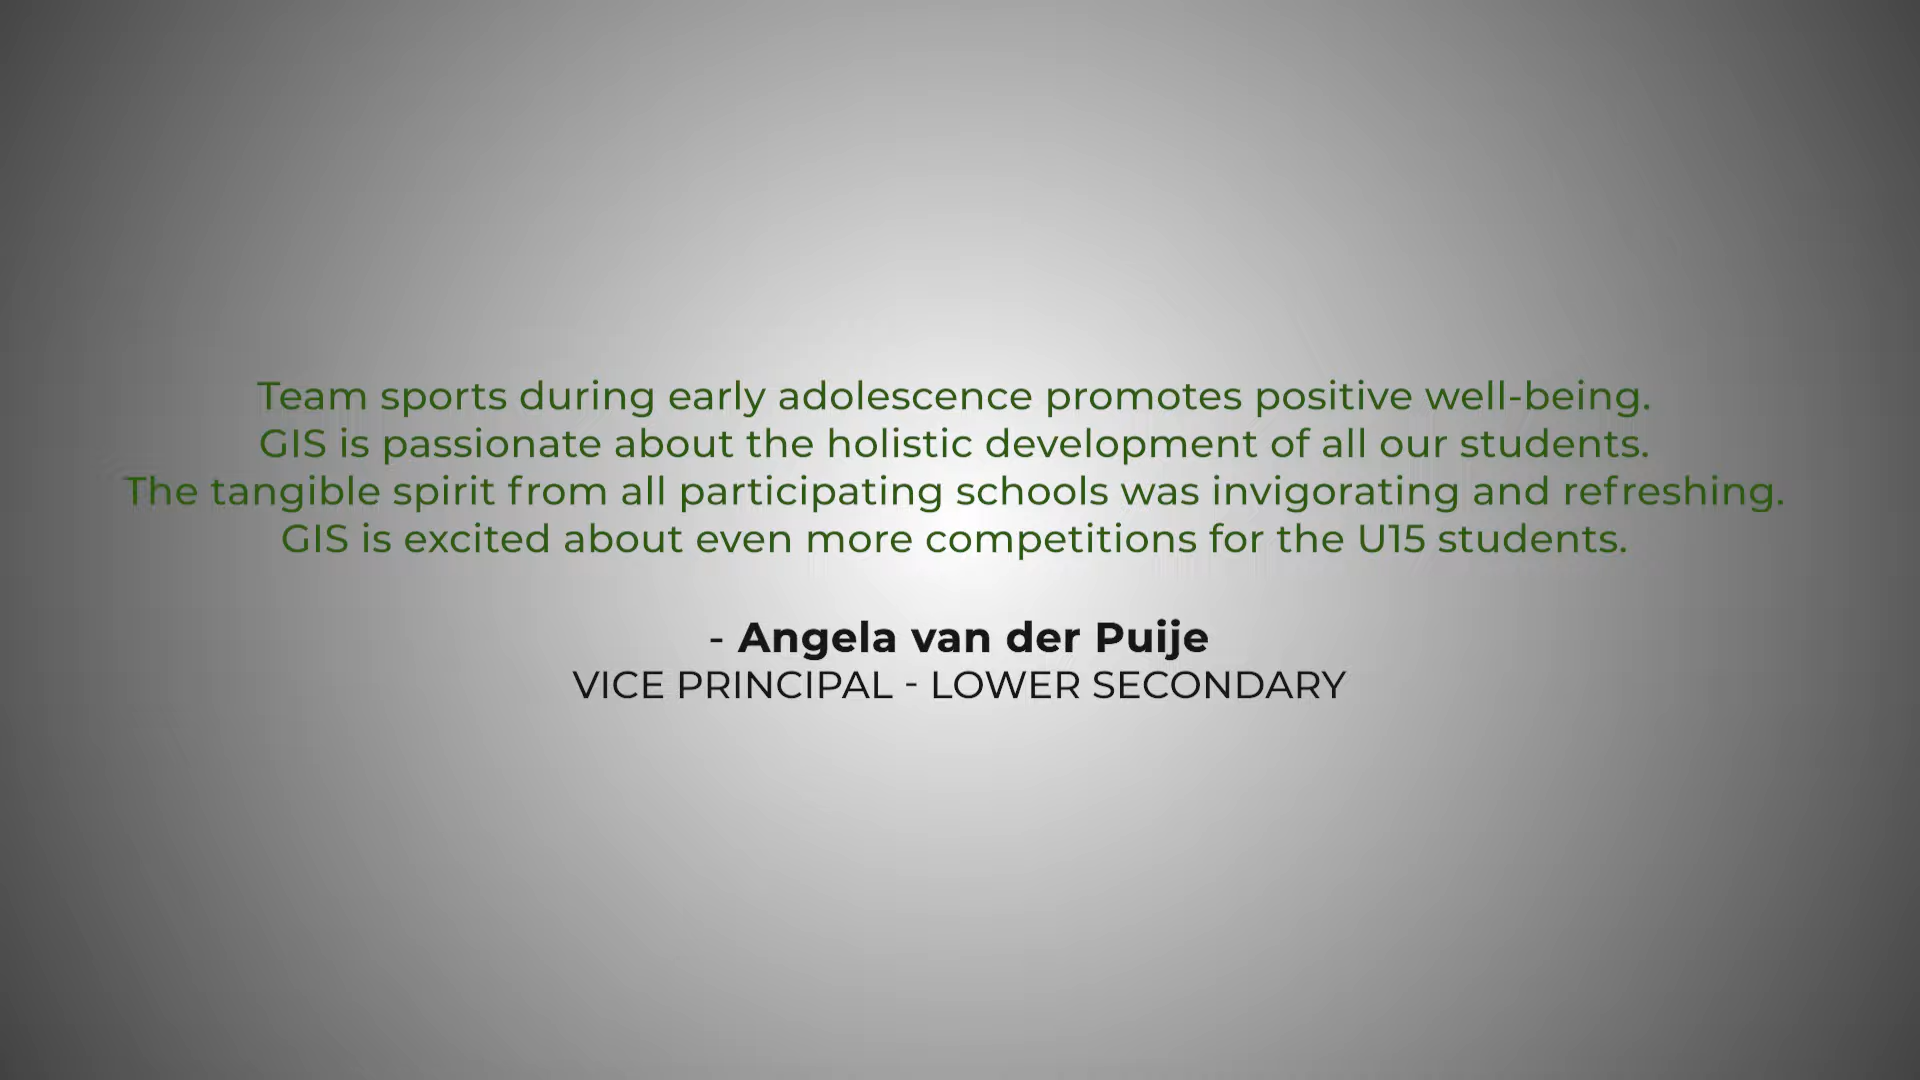 Team sports during early adolescence promotes positive well-being.
GIS is passionate about the holistic development of all our students.
The tangible spirit from all participating schools was invigorating and refreshing.
GIS is excited about even more competitions for the U15 students.
- Angela van der Puije
VICE PRINCIPAL - LOWER SECONDARY